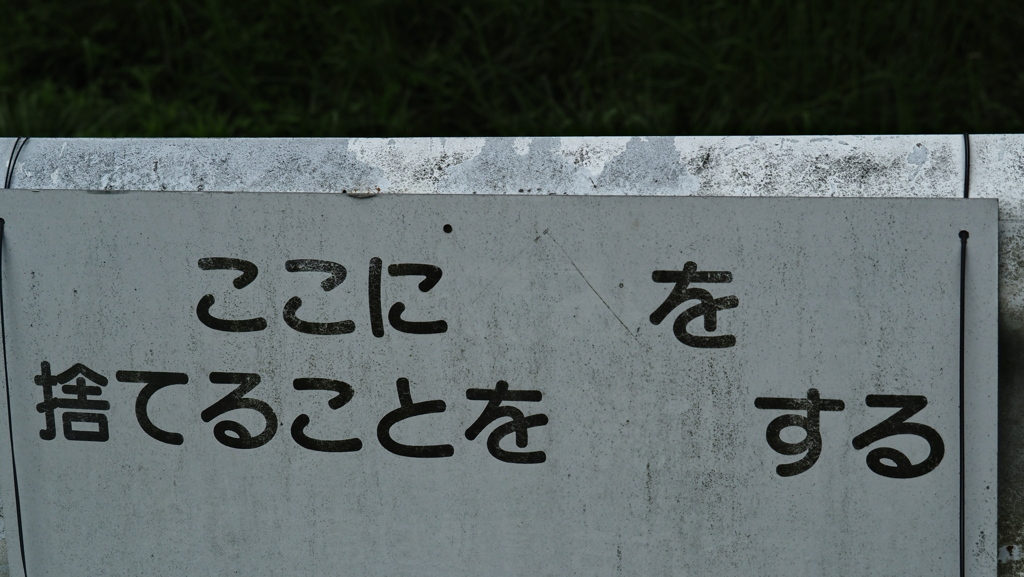 ここに を
捨てることを する